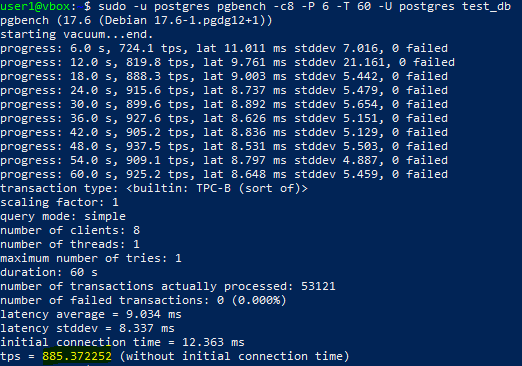 user1@vbox: $ sudo -u postgres pgbench -c8 -P 6 -T 60 -U postgres test_db
pgbench (17.6 (Debian 17.6-1.pgdg12+1))
starting vacuum...end.
progress: 6.0 s, 724.1 tps, lat 11.011 ms stddev 7.016, 0 failed
progress: 12.0 s, 819.8 tps, lat 9.761 ms stddev 21.161, 0 failed
progress: 18.0 s, 888.3 tps, lat 9.003 ms stddev 5.442, 0 failed
progress: 24.0 s, 915.6 tps, lat 8.737 ms stddev 5.479, 0 failed
progress: 30.0 s, 899.6 tps, lat 8.892 ms stddev 5.654, 0 failed
progress: 36.0 s, 927.6 tps, lat 8.626 ms stddev 5.151, 0 failed
progress: 42.0 s, 905.2 tps, lat 8.836 ms stddev 5.129, 0 failed
progress: 48.0 s, 937.5 tps, lat 8.531 ms stddev 5.503, 0 failed
progress: 54.0 s, 909.1 tps, lat 8.797 ms stddev 4.887, 0 failed
progress: 60.0 s, 925.2 tps, lat 8.648 ms stddev 5.459, 0 failed
transaction type: <builtin: TPC-B (sort of)>
scaling factor: 1
query mode: simple
number of clients: 8
number of threads: 1
maximum number of tries: 1
duration: 60 s
number of transactions actually processed: 53121
number of failed transactions: 0 (0.000%)
latency average = 9.034 ms
latency stddev = 8.337 ms
initial connection time = 12.363 ms
tps = 885.372252 (without initial connection time)